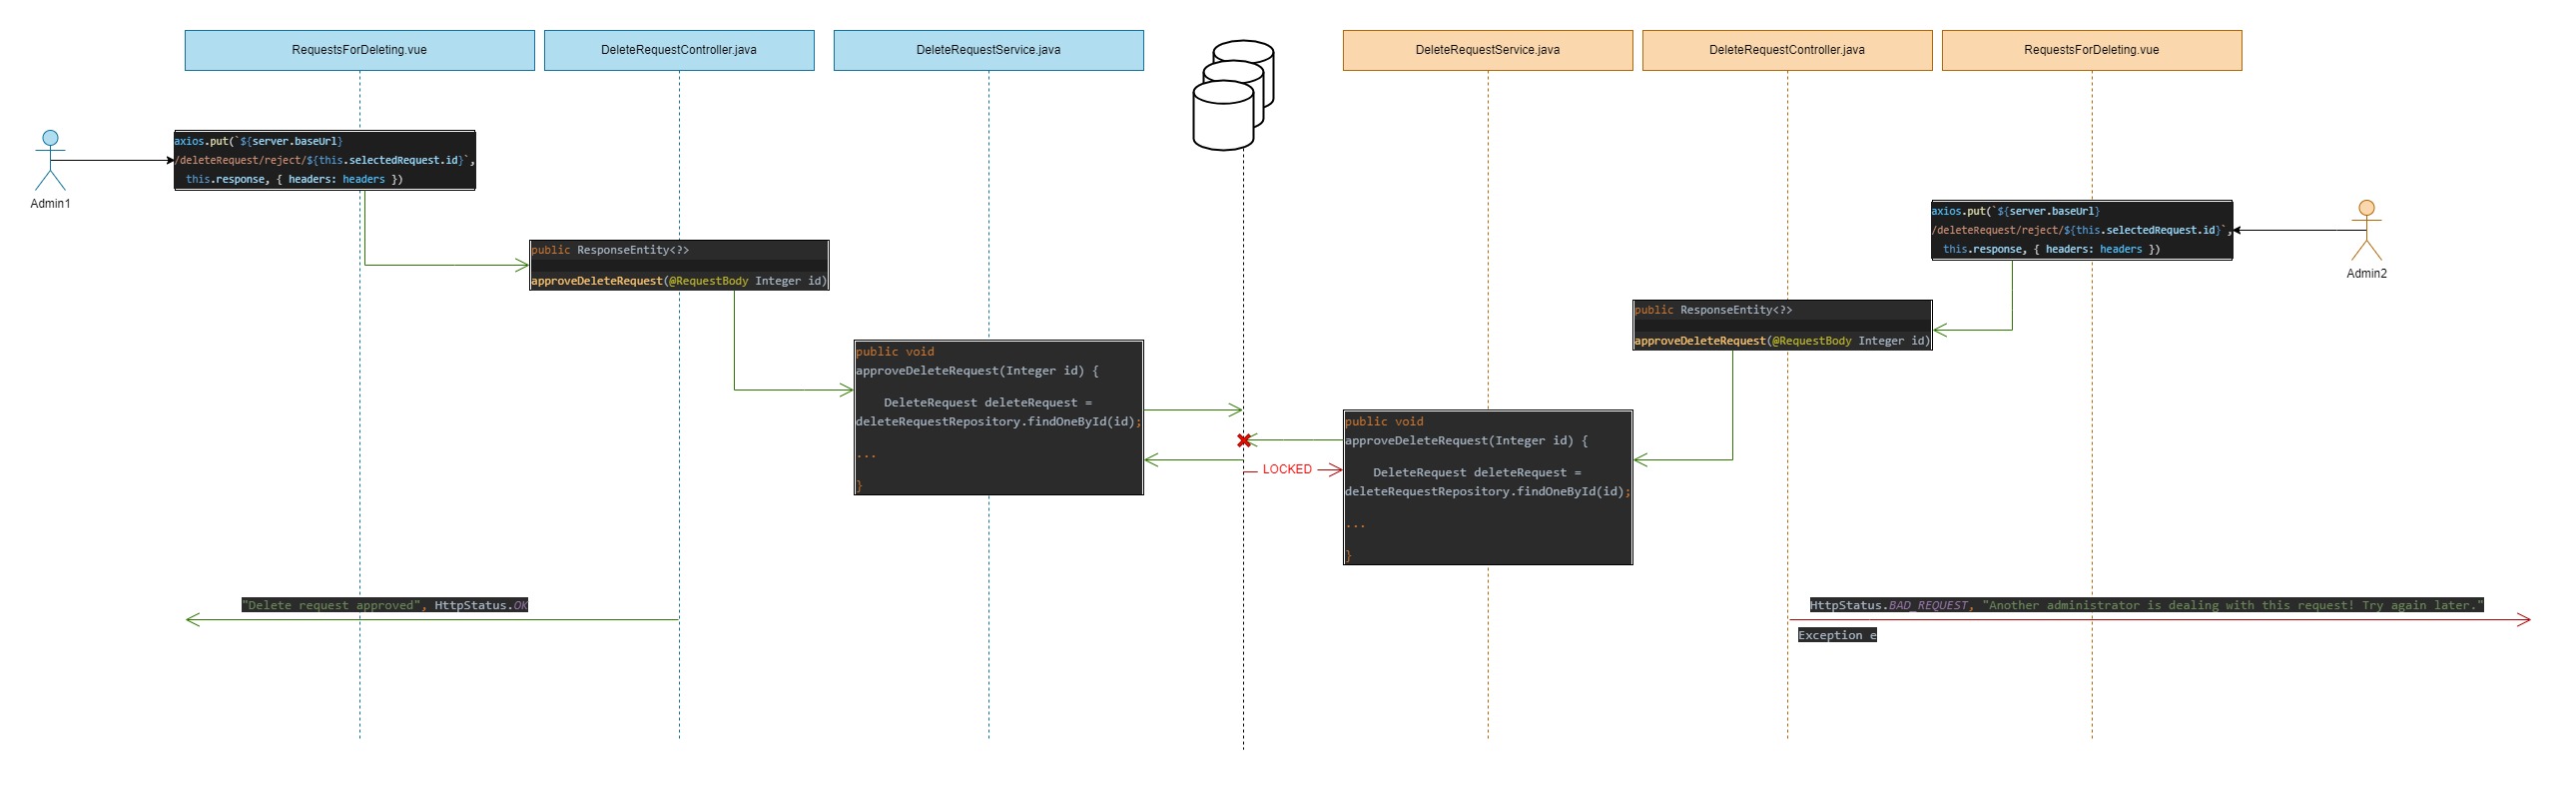 RequestsForDeleting.vue
DeleteRequestController.java
DeleteRequestService.java
DeleteRequestService.java
DeleteRequestController.java
RequestsForDeleting.vue
Admin1
axios.put(`${server.baseUrl}
/deleteRequest/reject/${this.selectedRequest.id}`,
this.response, { headers: headers })
public ResponseEntity<?>
approveDeleteRequest(@RequestBody Integer id)
public void
approveDeleteRequest(Integer id) {
DeleteRequest deleteRequest =
deleteRequestRepository.findOneById(id);
...
}
LOCKED
public void
approveDeleteRequest(Integer id) {
DeleteRequest deleteRequest =
deleteRequestRepository.findOneById(id);
...
}
public ResponseEntity<?>
approveDeleteRequest(@RequestBody Integer id)
axios.put(`${server.baseUrl}
/deleteRequest/reject/${this.selectedRequest.id}`,
this.response, { headers: headers })
Admin2
"Delete request approved", HttpStatus.OK
HttpStatus.BAD_REQUEST, "Another administrator is dealing with this request! Try again later."
Exception e